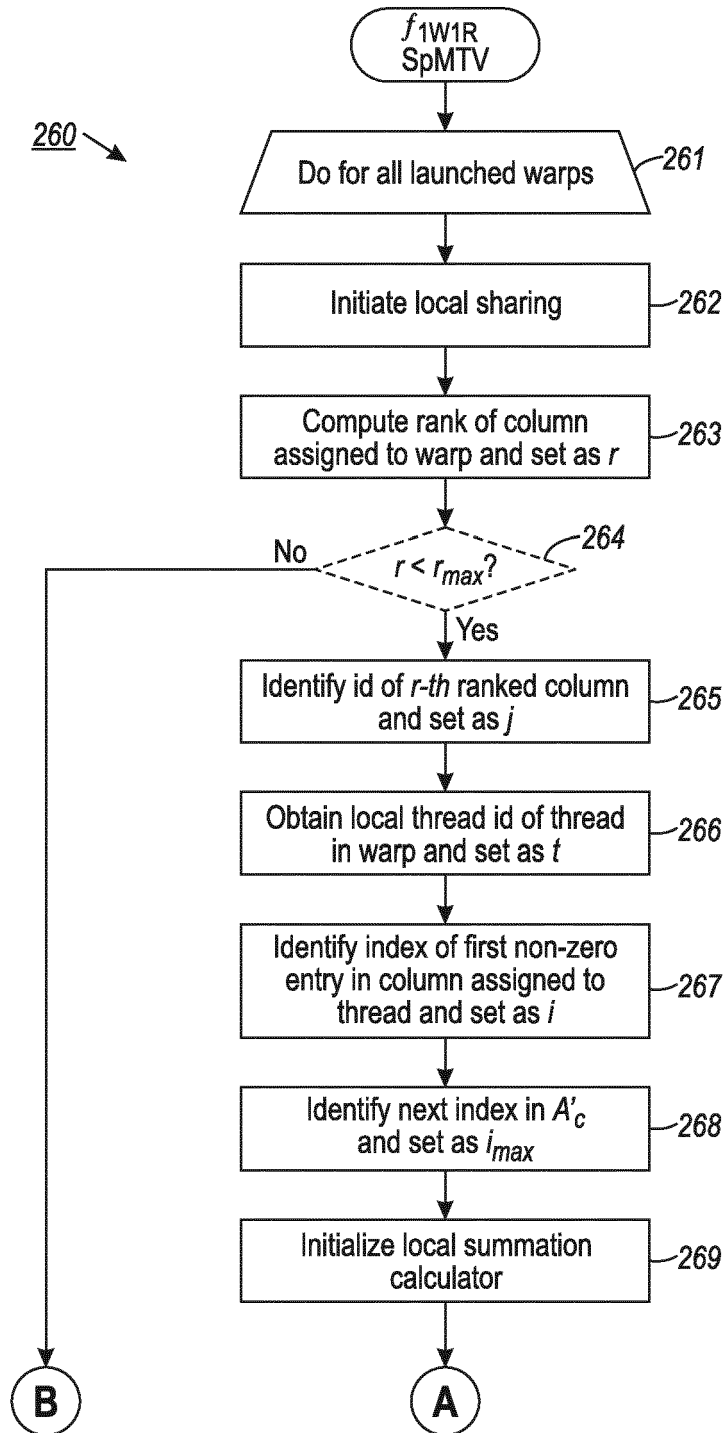 f1W1R
SpMTV
260
Do for all launched warps
261
Initiate local sharing
262
Compute rank of column
assigned to warp and set as r
263
No
r < rmax?
264
Yes
Identify id of r-th ranked column
and set as j
265
Obtain local thread id of thread
in warp and set as t
266
Identify index of first non-zero
entry in column assigned to
thread and set as i
267
Identify next index in A'c
and set as imax
268
Initialize local summation
calculator
269
B
A